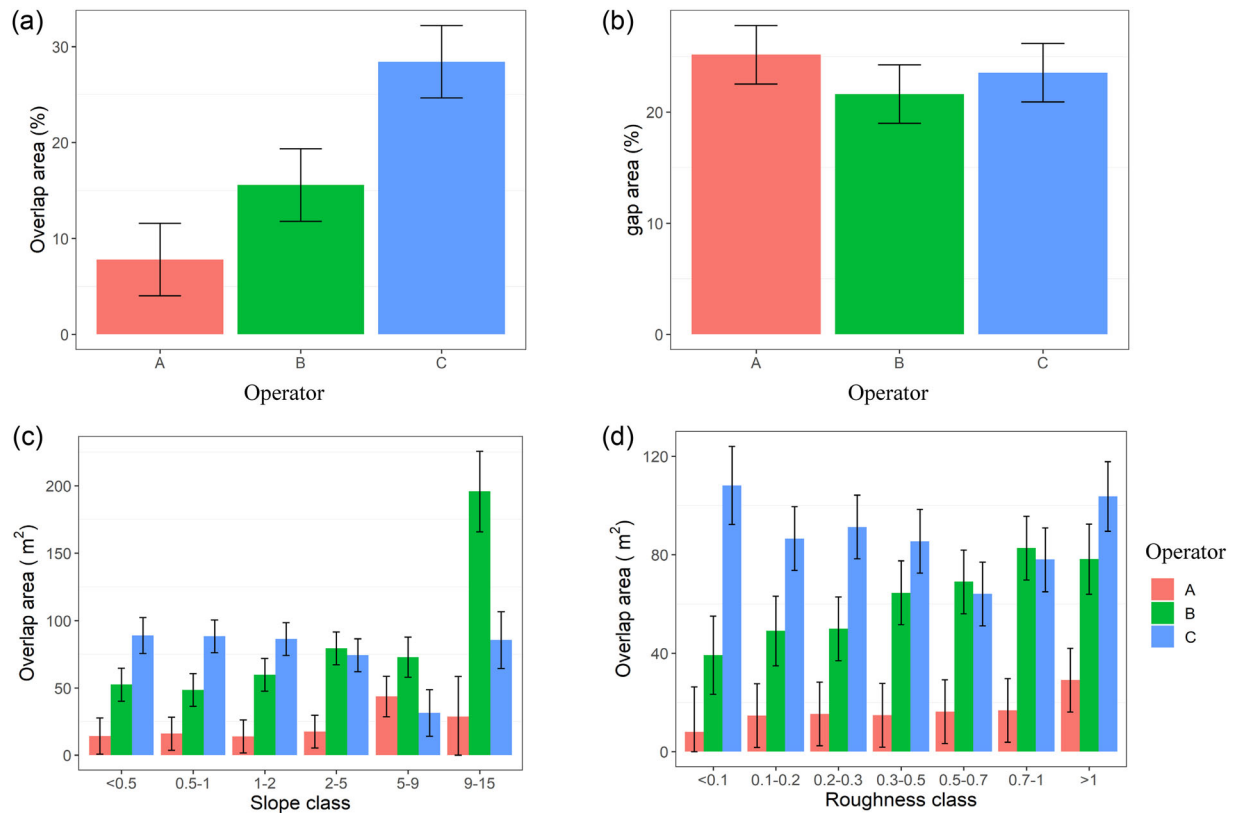 (a)
Overlap area (%)
30
20
10
0
A B C
Operator
(b)
gap area (%)
20
10
0
A B C
Operator
(c)
Overlap area ( m²)
200
150
100
50
0
<0.5 0.5-1 1-2 2-5 5-9 9-15
Slope class
(d)
Overlap area ( m²)
120
80
40
0
<0.1 0.1-0.2 0.2-0.3 0.3-0.5 0.5-0.7 0.7-1 >1
Roughness class
Operator
A
B
C